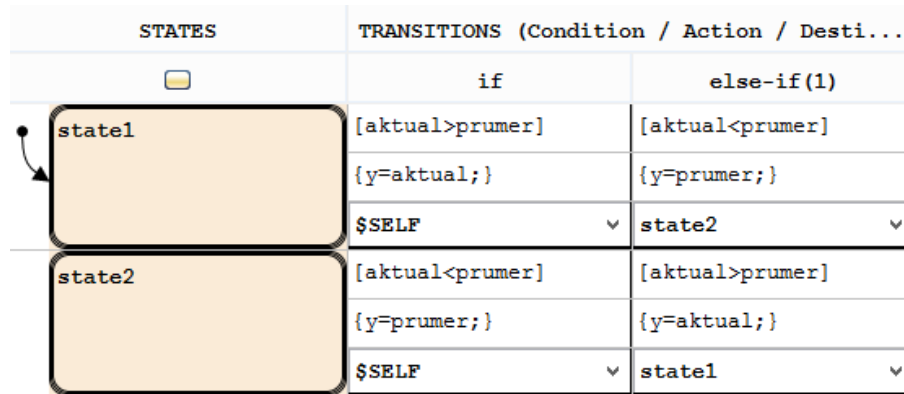 STATES TRANSITIONS (Condition / Action / Desti...
if else-if(1)
state1 [aktual>prumer] [aktual<prumer]
{y=aktual;} {y=prumer;}
$SELF state2
state2 [aktual<prumer] [aktual>prumer]
{y=prumer;} {y=aktual;}
$SELF state1